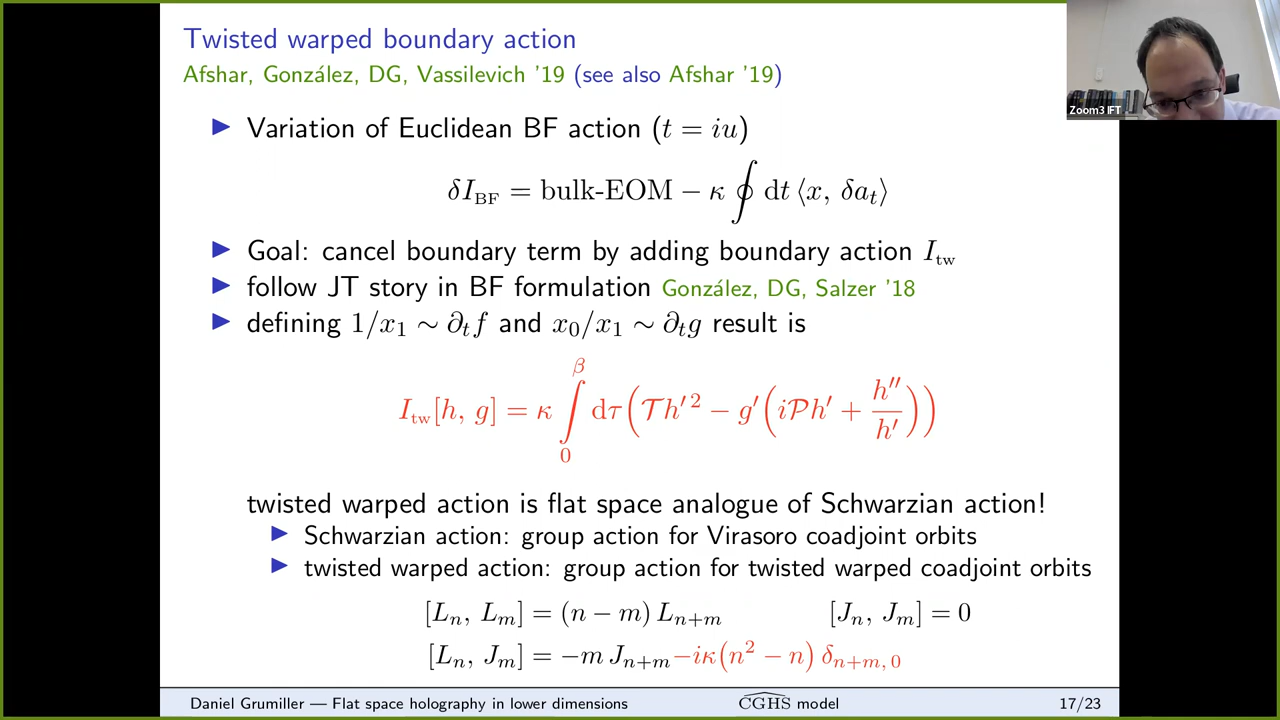 Twisted warped boundary action
Afshar, González, DG, Vassilevich '19 (see also Afshar '19)
▶ Variation of Euclidean BF action (t = iu)
δI_BF = bulk-EOM − κ ∮ dt ⟨x, δa_t⟩
▶ Goal: cancel boundary term by adding boundary action I_tw
▶ follow JT story in BF formulation González, DG, Salzer '18
▶ defining 1/x_1 ∼ ∂_t f and x_0/x_1 ∼ ∂_t g result is
I_tw[h, g] = κ ∫_0^β dτ (𝒯h′² − g′(i𝒫h′ + h″/h′))
twisted warped action is flat space analogue of Schwarzian action!
▶ Schwarzian action: group action for Virasoro coadjoint orbits
▶ twisted warped action: group action for twisted warped coadjoint orbits
[L_n, L_m] = (n − m) L_{n+m} [J_n, J_m] = 0
[L_n, J_m] = −m J_{n+m} −iκ(n² − n) δ_{n+m, 0}
Daniel Grumiller — Flat space holography in lower dimensions \widehat{CGHS} model 17/23
Zoom3 IFT